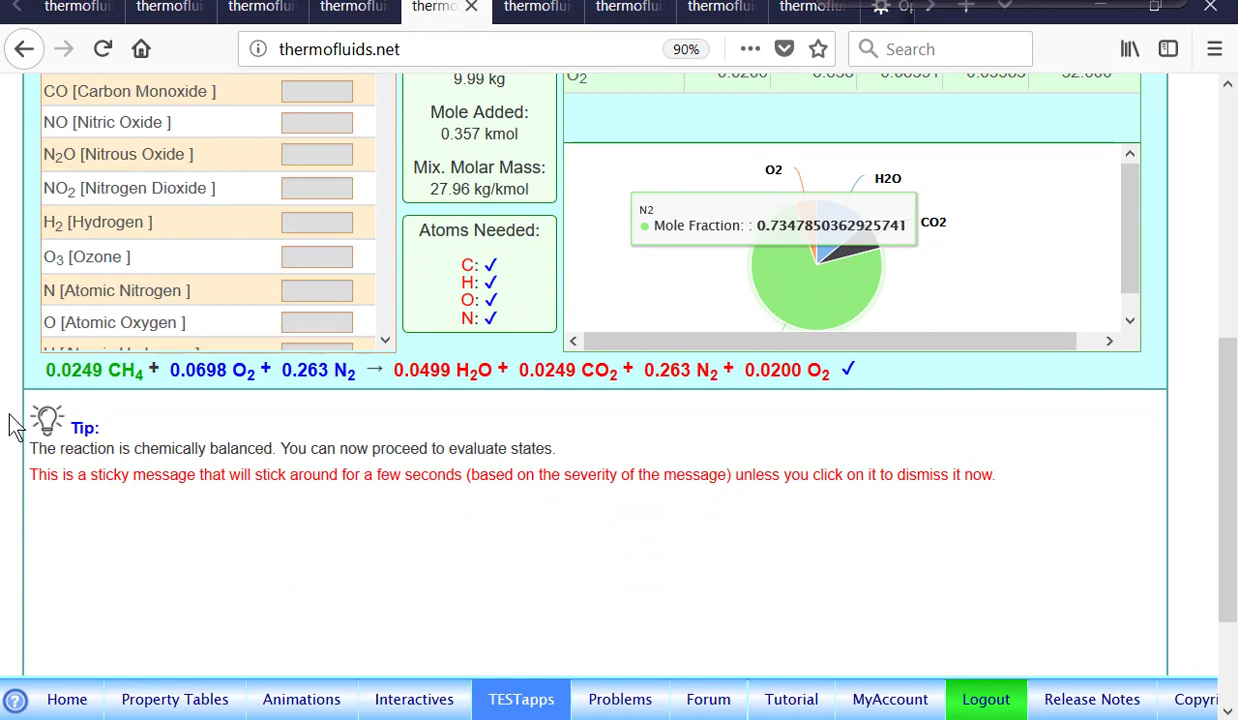 thermoflui
thermoflui
thermoflui
thermoflui
thermo
thermoflui
thermoflui
thermoflui
thermoflui
thermofluids.net
90%
Search
9.99 kg
Mole Added:
0.357 kmol
Mix. Molar Mass:
27.96 kg/kmol
CO [Carbon Monoxide ]
NO [Nitric Oxide ]
N2O [Nitrous Oxide ]
NO2 [Nitrogen Dioxide ]
H2 [Hydrogen ]
O3 [Ozone ]
N [Atomic Nitrogen ]
O [Atomic Oxygen ]
Atoms Needed:
C: ✓
H: ✓
O: ✓
N: ✓
O2
O2
H2O
CO2
N2
Mole Fraction: : 0.7347850362925741
0.0249 CH4 + 0.0698 O2 + 0.263 N2 → 0.0499 H2O + 0.0249 CO2 + 0.263 N2 + 0.0200 O2 ✓
Tip:
The reaction is chemically balanced. You can now proceed to evaluate states.
This is a sticky message that will stick around for a few seconds (based on the severity of the message) unless you click on it to dismiss it now.
Home
Property Tables
Animations
Interactives
TESTapps
Problems
Forum
Tutorial
MyAccount
Logout
Release Notes
Copyri